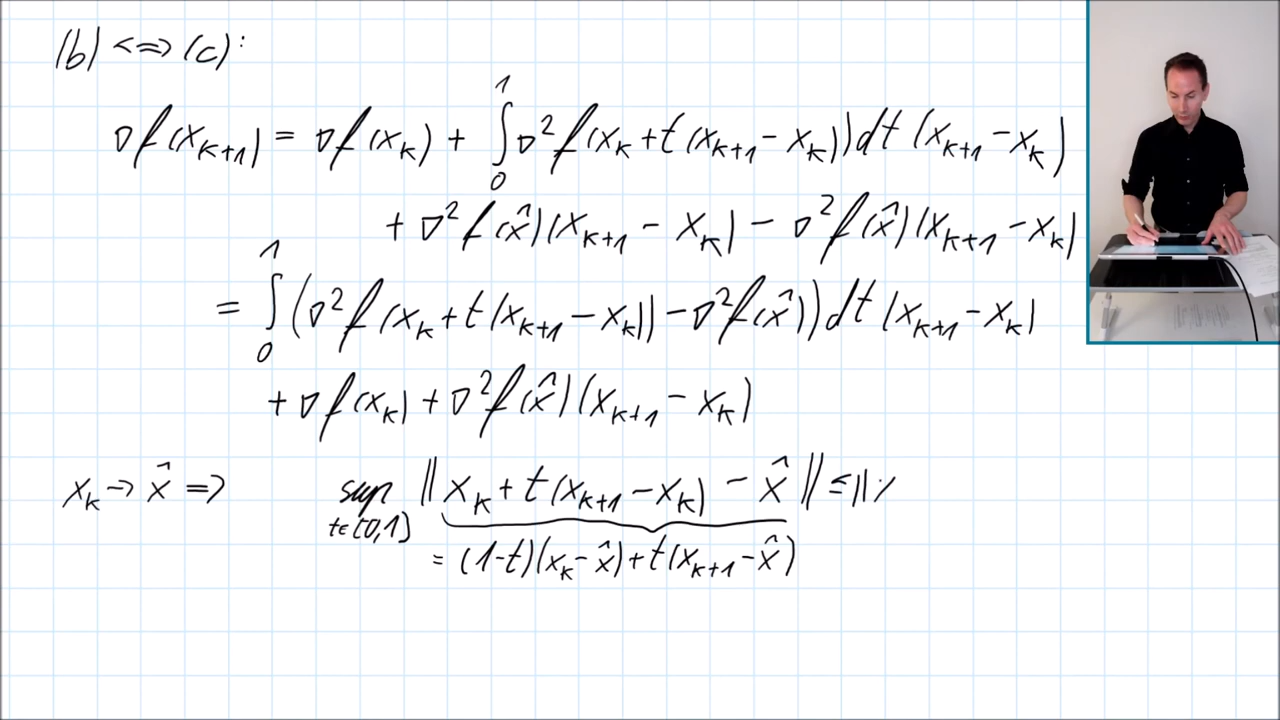 (b) <=> (c):
∇f(x_{k+1}) = ∇f(x_k) + ∫_0^1 ∇²f(x_k + t(x_{k+1} - x_k))dt (x_{k+1} - x_k)
+ ∇²f(x̂)(x_{k+1} - x_k) - ∇²f(x̂)(x_{k+1} - x_k)
= ∫_0^1 (∇²f(x_k + t(x_{k+1} - x_k)) - ∇²f(x̂))dt (x_{k+1} - x_k)
+ ∇f(x_k) + ∇²f(x̂)(x_{k+1} - x_k)
x_k → x̂ => sup_{t∈[0,1]} ‖x_k + t(x_{k+1} - x_k) - x̂‖ ≤ ‖
= (1-t)(x_k - x̂) + t(x_{k+1} - x̂)